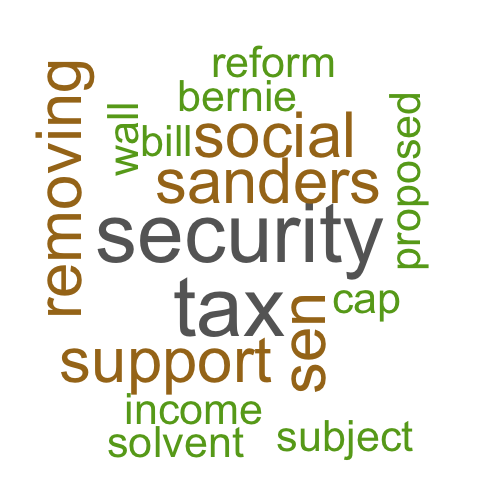 reform
bernie
removing
wall
bill
social
proposed
sanders
security
tax
sen
cap
support
income
solvent
subject